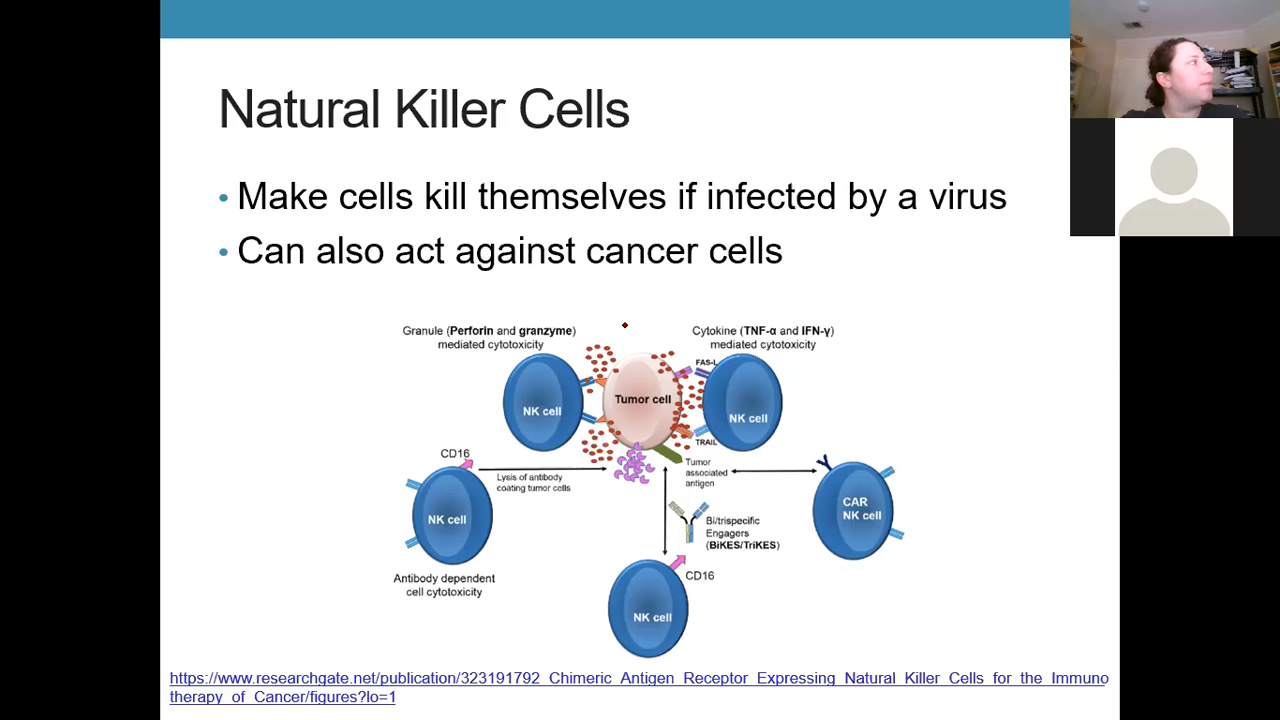 Natural Killer Cells
• Make cells kill themselves if infected by a virus
• Can also act against cancer cells
Granule (Perforin and granzyme)
mediated cytotoxicity
Cytokine (TNF-α and IFN-γ)
mediated cytotoxicity
FAS-L
NK cell
Tumor cell
NK cell
TRAIL
CD16
Lysis of antibody
coating tumor cells
Tumor
associated
antigen
NK cell
CAR
NK cell
Bi/trispecific
Engagers
(BiKES/TriKES)
Antibody dependent
cell cytotoxicity
CD16
NK cell
https://www.researchgate.net/publication/323191792_Chimeric_Antigen_Receptor_Expressing_Natural_Killer_Cells_for_the_Immuno
therapy_of_Cancer/figures?lo=1